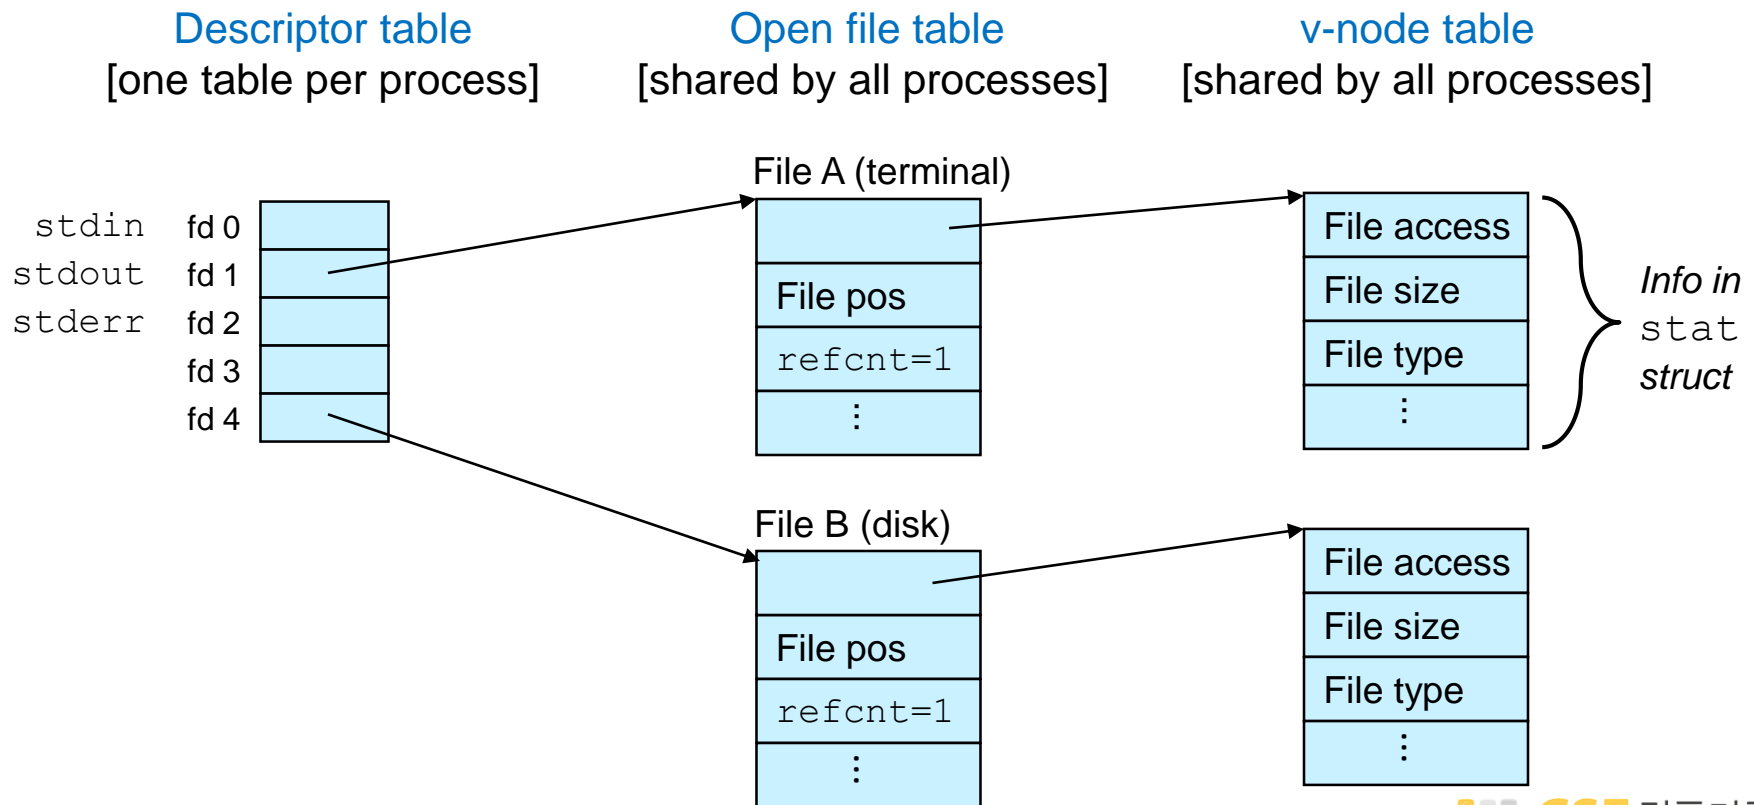 Descriptor table
[one table per process]
Open file table
[shared by all processes]
v-node table
[shared by all processes]
stdin fd 0
stdout fd 1
stderr fd 2
fd 3
fd 4
File A (terminal)
File pos
refcnt=1
⋮
File access
File size
File type
⋮
Info in
stat
struct
File B (disk)
File pos
refcnt=1
⋮
File access
File size
File type
⋮